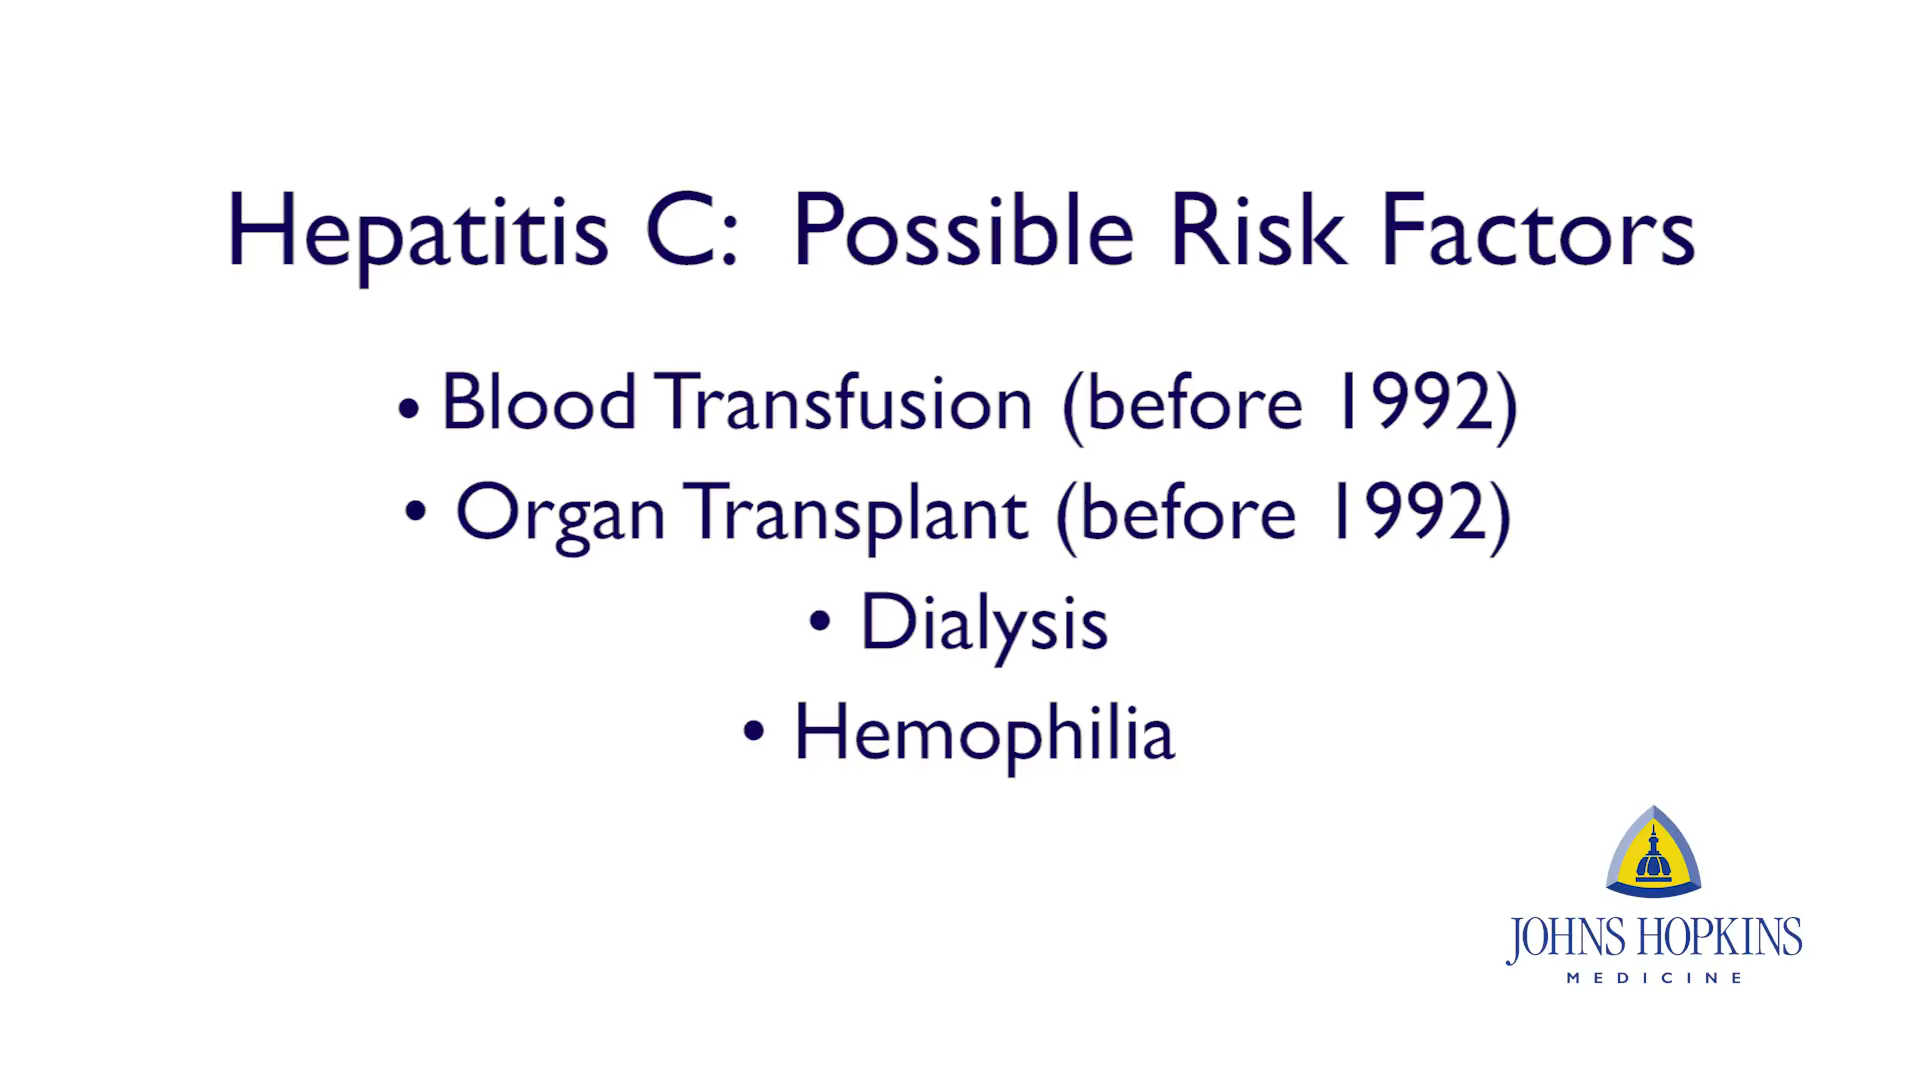 Hepatitis C: Possible Risk Factors
• Blood Transfusion (before 1992)
• Organ Transplant (before 1992)
• Dialysis
• Hemophilia
JOHNS HOPKINS
MEDICINE